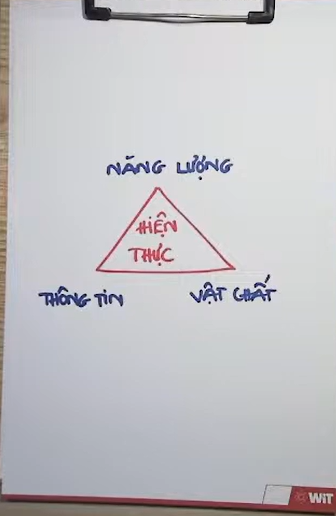 NĂNG LƯỢNG
HIỆN
THỰC
THÔNG TIN
VẬT CHẤT
WIT